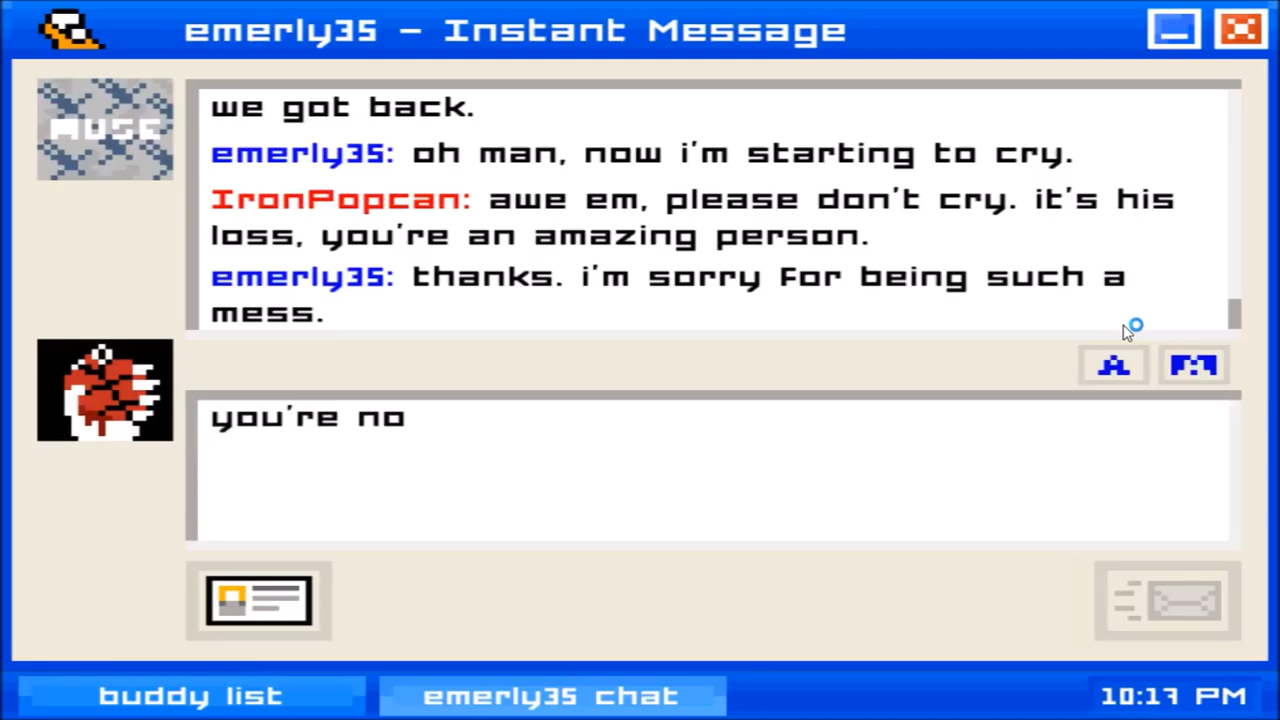 emerly35 - Instant Message
MUSE
we got back.
emerly35: oh man, now i'm starting to cry.
IronPopcan: awe em, please don't cry. it's his
loss, you're an amazing person.
emerly35: thanks. i'm sorry for being such a
mess.
A
you're no
buddy list
emerly35 chat
10:17 PM